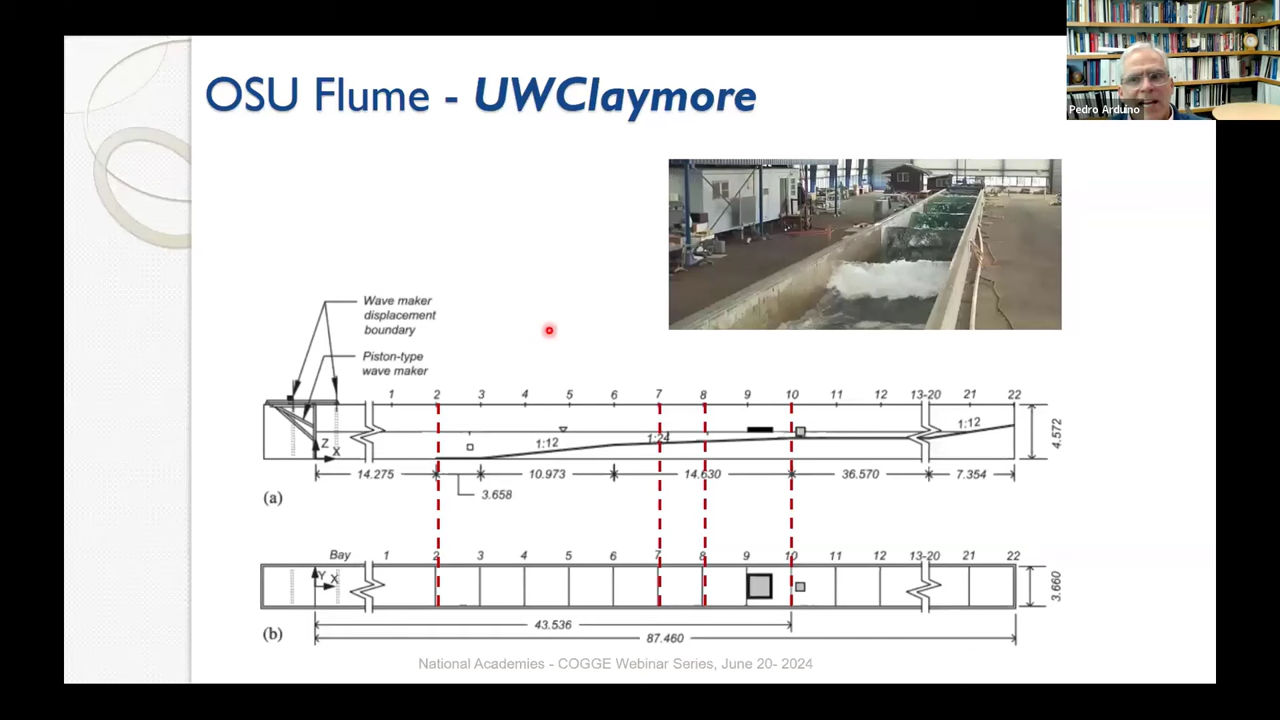 OSU Flume - UWClaymore
Pedro Arduino
Wave maker
displacement
boundary
Piston-type
wave maker
1 2 3 4 5 6 7 8 9 10 11 12 13-20 21 22
Z
X
1:12 1:24 1:12
4.572
14.275 10.973 14.630 36.570 7.354
3.658
(a)
Bay 1 2 3 4 5 6 7 8 9 10 11 12 13-20 21 22
Y X
3.660
43.536
(b)
87.460
National Academies - COGGE Webinar Series, June 20- 2024